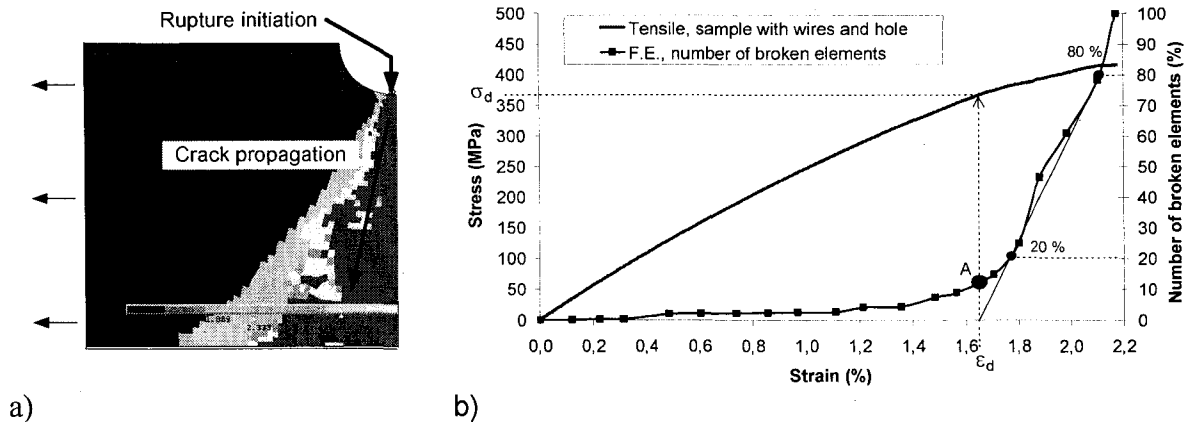 Rupture initiation
Crack propagation
a)
b)
Tensile, sample with wires and hole
F.E., number of broken elements
Stress (MPa)
500
450
400
350
300
250
200
150
100
50
0
σd
A
20 %
80 %
100
90
80
70
60
50
40
30
20
10
0
Number of broken elements (%)
0,0 0,2 0,4 0,6 0,8 1,0 1,2 1,4 1,6 1,8 2,0 2,2
εd
Strain (%)